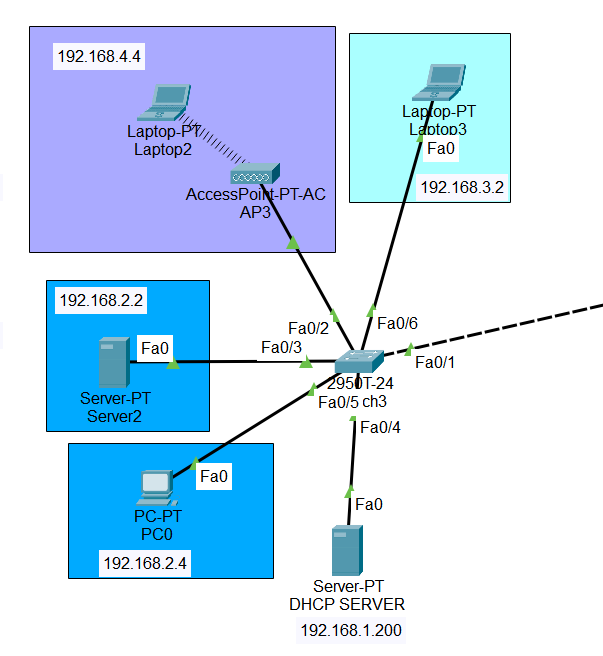 192.168.4.4
Laptop-PT
Laptop2
AccessPoint-PT-AC
AP3
Laptop-PT
Laptop3
Fa0
192.168.3.2
192.168.2.2
Fa0
Server-PT
Server2
Fa0/2
Fa0/6
Fa0/3
Fa0/1
2950T-24
ch3
Fa0/5
Fa0/4
Fa0
PC-PT
PC0
192.168.2.4
Fa0
Server-PT
DHCP SERVER
192.168.1.200